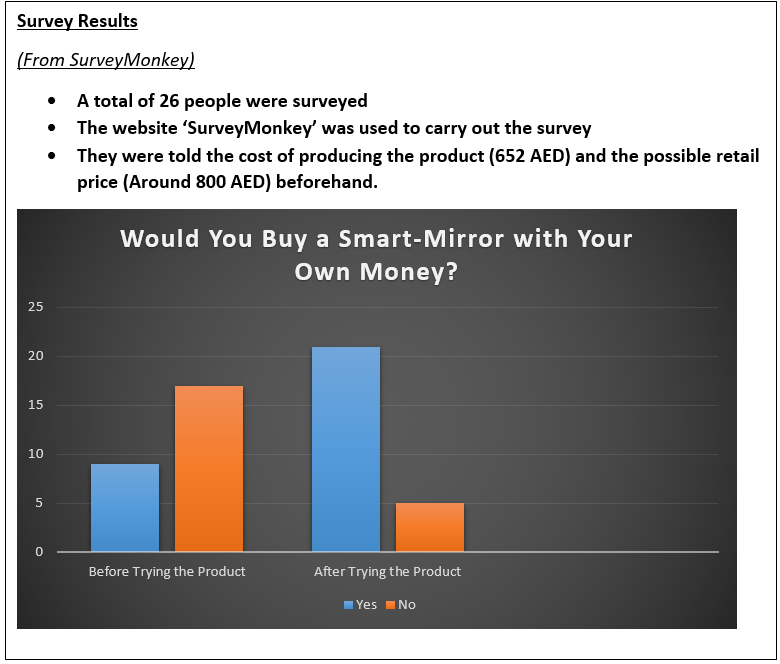 Survey Results
(From SurveyMonkey)
• A total of 26 people were surveyed
• The website ‘SurveyMonkey’ was used to carry out the survey
• They were told the cost of producing the product (652 AED) and the possible retail
price (Around 800 AED) beforehand.
Would You Buy a Smart-Mirror with Your
Own Money?
25
20
15
10
5
0
Before Trying the Product After Trying the Product
Yes No